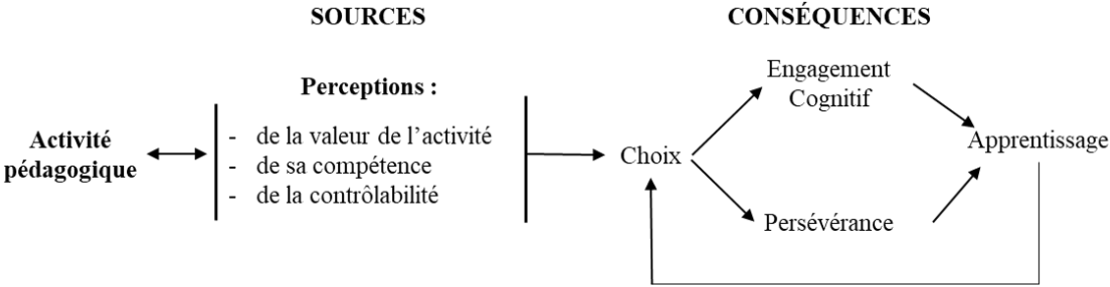 SOURCES
CONSÉQUENCES
Perceptions :
Activité
pédagogique
- de la valeur de l’activité
- de sa compétence
- de la contrôlabilité
Choix
Engagement
Cognitif
Persévérance
Apprentissage